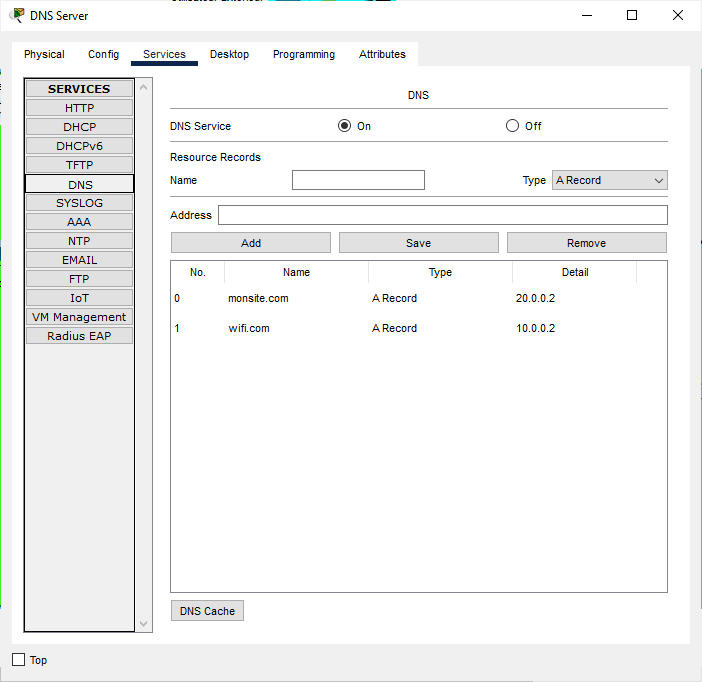 DNS Server
Physical Config Services Desktop Programming Attributes
SERVICES
HTTP
DHCP
DHCPv6
TFTP
DNS
SYSLOG
AAA
NTP
EMAIL
FTP
IoT
VM Management
Radius EAP
DNS
DNS Service On Off
Resource Records
Name Type A Record
Address
Add Save Remove
No. Name Type Detail
0 monsite.com A Record 20.0.0.2
1 wifi.com A Record 10.0.0.2
DNS Cache
Top